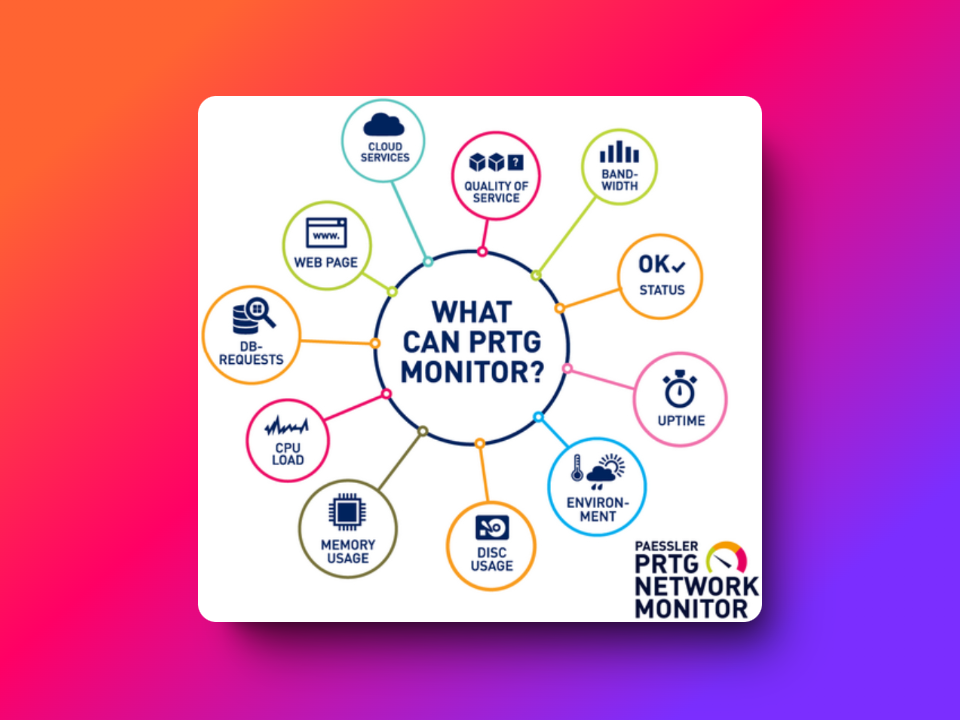 WHAT
CAN PRTG
MONITOR?
CLOUD
SERVICES
QUALITY OF
SERVICE
?
BAND-
WIDTH
OK
STATUS
UPTIME
ENVIRON-
MENT
DISC
USAGE
MEMORY
USAGE
CPU
LOAD
DB-
REQUESTS
www.
WEB PAGE
PAESSLER
PRTG
NETWORK
MONITOR